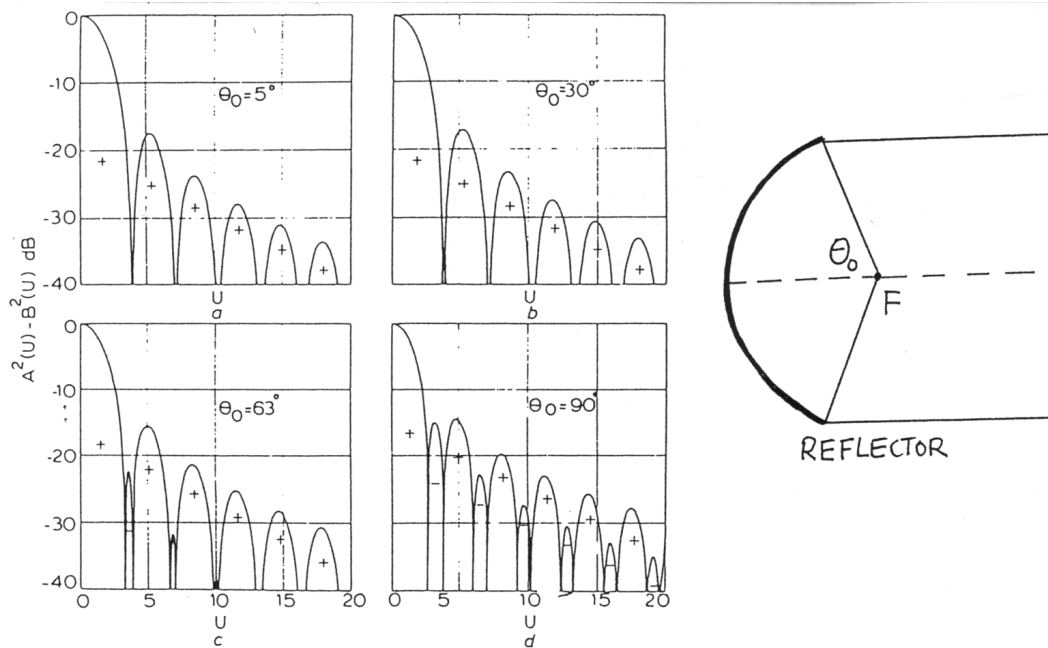 A²(U)-B²(U) dB
0
-10
-20
-30
-40
θ₀=5°
+
+ + + + +
U
a
θ₀=30°
+
+ + + + +
U
b
0
-10
-20
-30
-40
θ₀=63°
+
+ + + + +
-
0 5 10 15 20
U
c
θ₀=90°
+
+ + + + + +
- - - - - -
0 5 10 15 20
U
d
θ₀
F
REFLECTOR